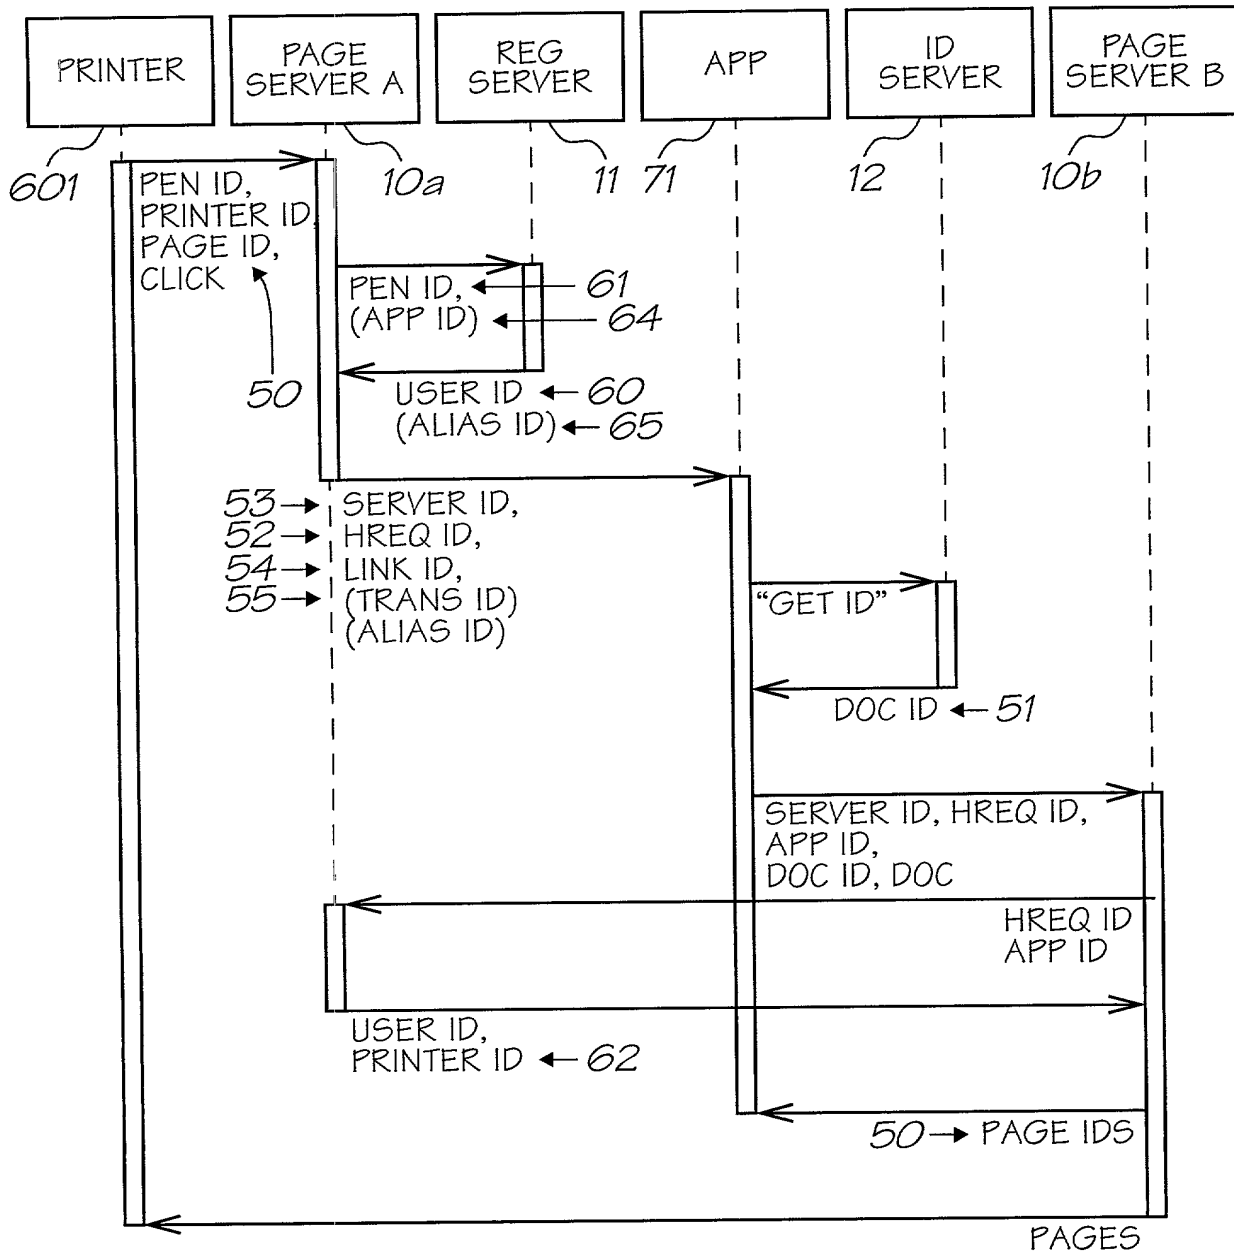 PRINTER
PAGE
SERVER A
REG
SERVER
APP
ID
SERVER
PAGE
SERVER B
601
10a
11
71
12
10b
PEN ID,
PRINTER ID,
PAGE ID,
CLICK
50
PEN ID, 61
(APP ID) 64
USER ID 60
(ALIAS ID) 65
53 SERVER ID,
52 HREQ ID,
54 LINK ID,
55 (TRANS ID)
(ALIAS ID)
“GET ID”
DOC ID 51
SERVER ID, HREQ ID,
APP ID,
DOC ID, DOC
HREQ ID
APP ID
USER ID,
PRINTER ID 62
50 PAGE IDS
PAGES